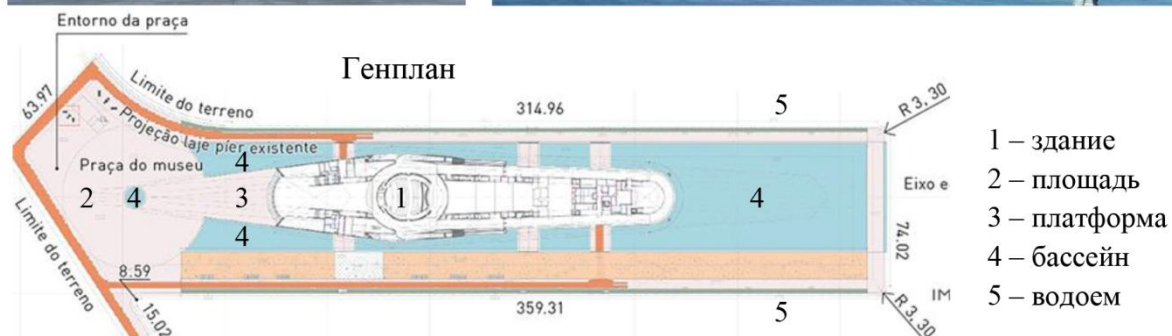 Entorno da praça
Генплан
63.97
Limite do terreno
314.96
5
R 3, 30
Projeção laje píer existente
4
1 – здание
Praça do museu
Eixo e
2 – площадь
2
4
3
1
4
3 – платформа
4
74.02
4 – бассейн
Limite do terreno
8.59
5 – водоем
15.02
359.31
5
IM
R 3, 30